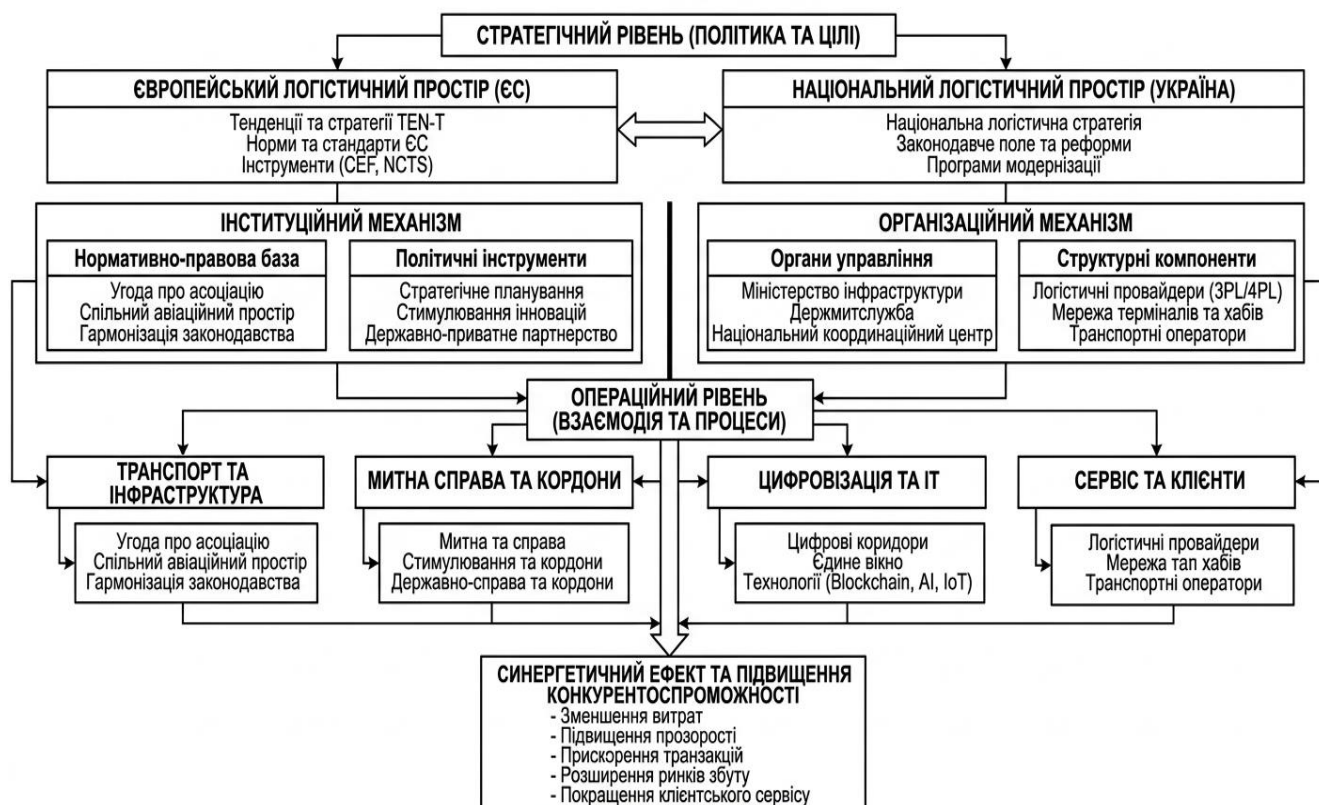 СТРАТЕГІЧНИЙ РІВЕНЬ (ПОЛІТИКА ТА ЦІЛІ)
ЄВРОПЕЙСЬКИЙ ЛОГІСТИЧНИЙ ПРОСТІР (ЄС)
Тенденції та стратегії TEN-T
Норми та стандарти ЄС
Інструменти (CEF, NCTS)
НАЦІОНАЛЬНИЙ ЛОГІСТИЧНИЙ ПРОСТІР (УКРАЇНА)
Національна логістична стратегія
Законодавче поле та реформи
Програми модернізації
ІНСТИТУЦІЙНИЙ МЕХАНІЗМ
Нормативно-правова база
Угода про асоціацію
Спільний авіаційний простір
Гармонізація законодавства
Політичні інструменти
Стратегічне планування
Стимулювання інновацій
Державно-приватне партнерство
ОРГАНІЗАЦІЙНИЙ МЕХАНІЗМ
Органи управління
Міністерство інфраструктури
Держмитслужба
Національний координаційний центр
Структурні компоненти
Логістичні провайдери (3PL/4PL)
Мережа терміналів та хабів
Транспортні оператори
ОПЕРАЦІЙНИЙ РІВЕНЬ
(ВЗАЄМОДІЯ ТА ПРОЦЕСИ)
ТРАНСПОРТ ТА
ІНФРАСТРУКТУРА
Угода про асоціацію
Спільний авіаційний простір
Гармонізація законодавства
МИТНА СПРАВА ТА КОРДОНИ
Митна та справа
Стимулювання та кордони
Державно-справа та кордони
ЦИФРОВІЗАЦІЯ ТА ІТ
Цифрові коридори
Єдине вікно
Технології (Blockchain, AI, IoT)
СЕРВІС ТА КЛІЄНТИ
Логістичні провайдери
Мережа тап хабів
Транспортні оператори
СИНЕРГЕТИЧНИЙ ЕФЕКТ ТА ПІДВИЩЕННЯ
КОНКУРЕНТОСПРОМОЖНОСТІ
- Зменшення витрат
- Підвищення прозорості
- Прискорення транзакцій
- Розширення ринків збуту
- Покращення клієнтського сервісу